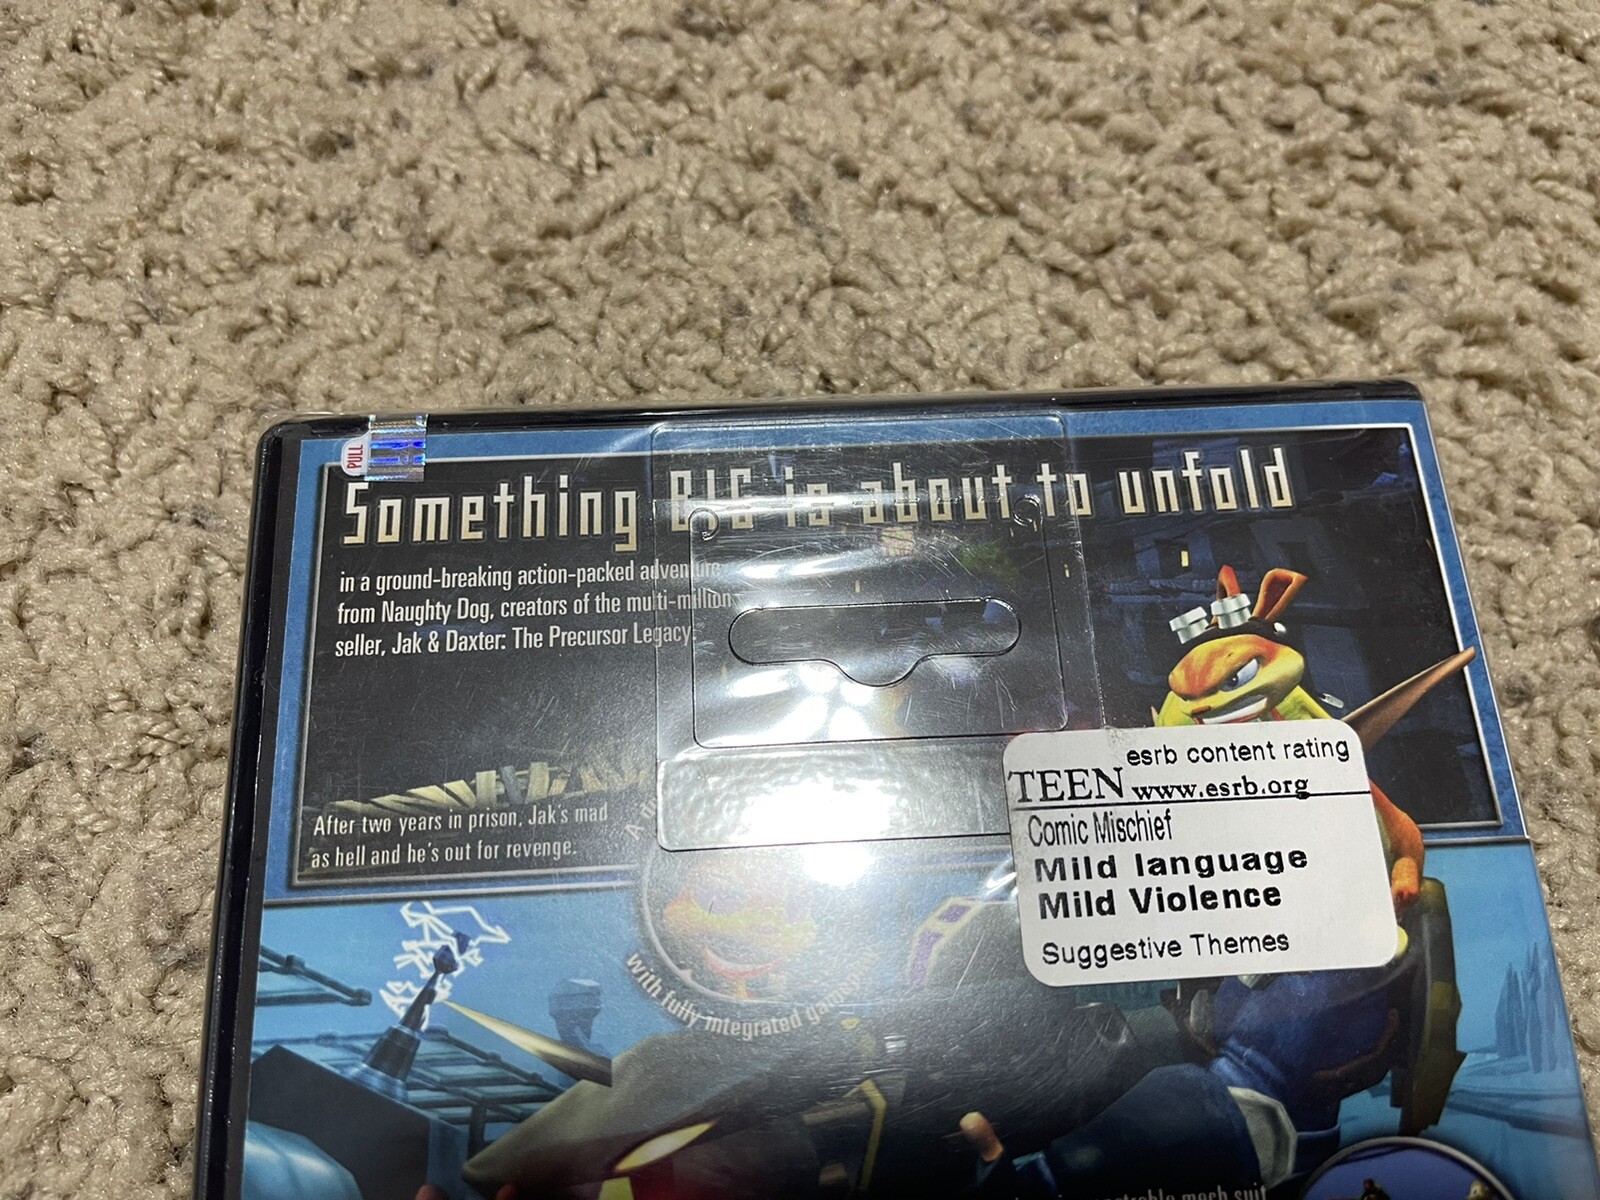 PULL
Something BIG is about to unfold
in a ground-breaking action-packed adventure
from Naughty Dog, creators of the multi-million
seller, Jak & Daxter: The Precursor Legacy.
esrb content rating
TEEN www.esrb.org
Comic Mischief
Mild language
Mild Violence
Suggestive Themes
After two years in prison, Jak's mad
as hell and he's out for revenge.
with fully integrated
mech suit